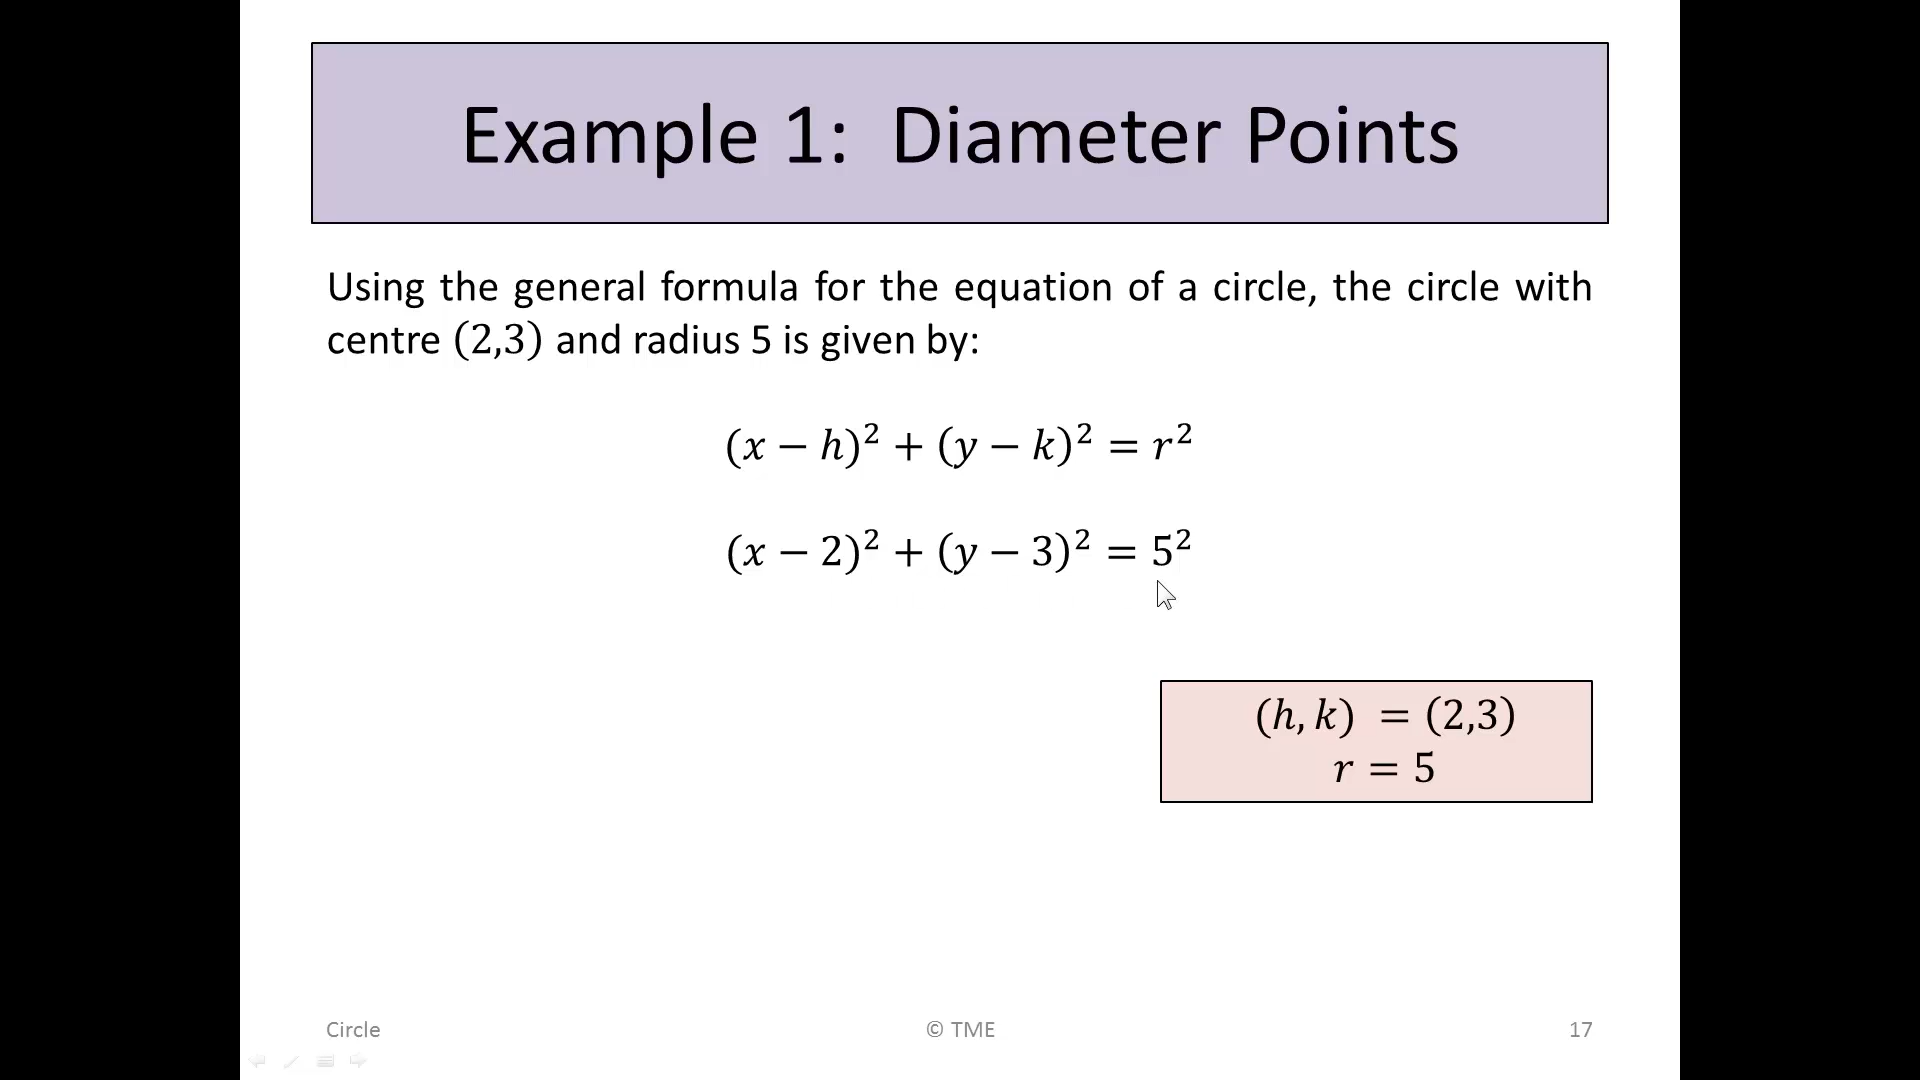 Example 1: Diameter Points
Using the general formula for the equation of a circle, the circle with
centre (2,3) and radius 5 is given by:
(x − h)² + (y − k)² = r²
(x − 2)² + (y − 3)² = 5²
(h, k) = (2,3)
r = 5
Circle © TME 17